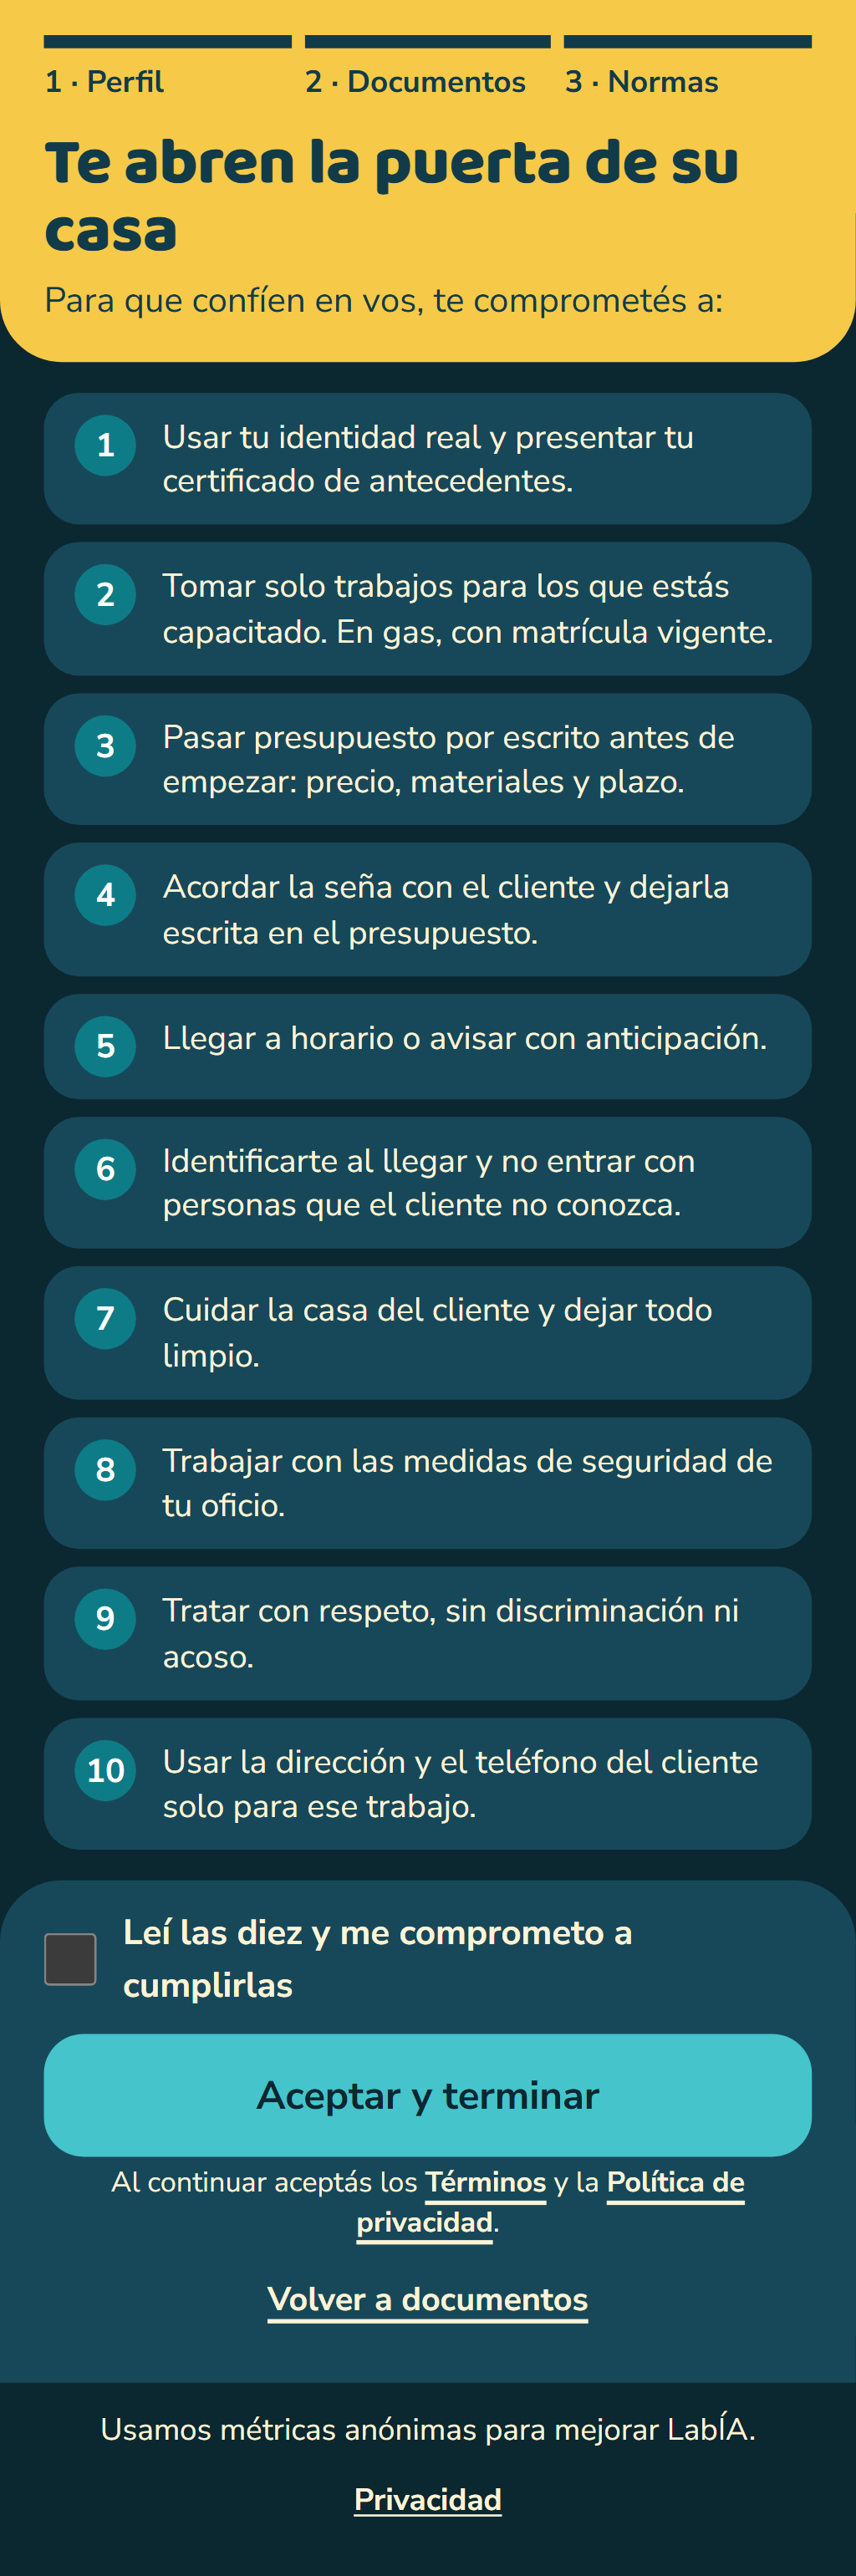 1 · Perfil
2 · Documentos
3 · Normas
Te abren la puerta de su
casa
Para que confíen en vos, te comprometés a:
1
Usar tu identidad real y presentar tu
certificado de antecedentes.
2
Tomar solo trabajos para los que estás
capacitado. En gas, con matrícula vigente.
3
Pasar presupuesto por escrito antes de
empezar: precio, materiales y plazo.
4
Acordar la seña con el cliente y dejarla
escrita en el presupuesto.
5
Llegar a horario o avisar con anticipación.
6
Identificarte al llegar y no entrar con
personas que el cliente no conozca.
7
Cuidar la casa del cliente y dejar todo
limpio.
8
Trabajar con las medidas de seguridad de
tu oficio.
9
Tratar con respeto, sin discriminación ni
acoso.
10
Usar la dirección y el teléfono del cliente
solo para ese trabajo.
Leí las diez y me comprometo a
cumplirlas
Aceptar y terminar
Al continuar aceptás los Términos y la Política de
privacidad.
Volver a documentos
Usamos métricas anónimas para mejorar LabÍA.
Privacidad